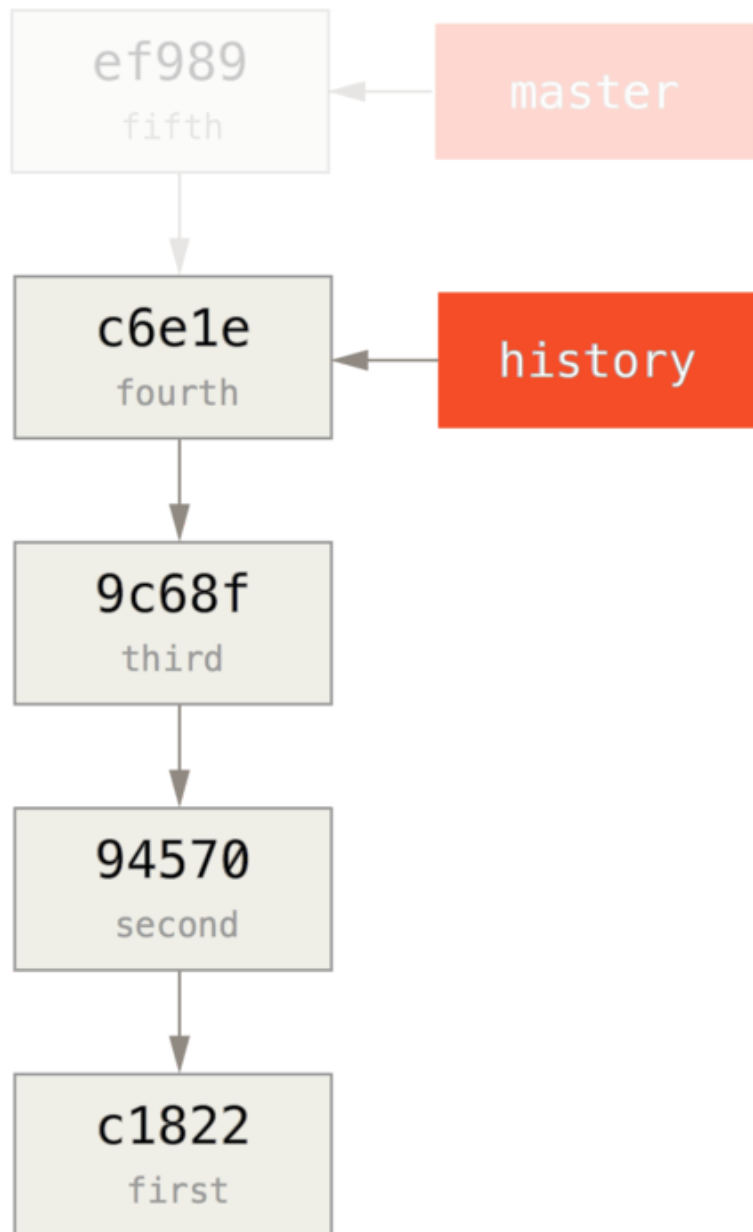 ef989
fifth
master
c6e1e
fourth
history
9c68f
third
94570
second
c1822
first